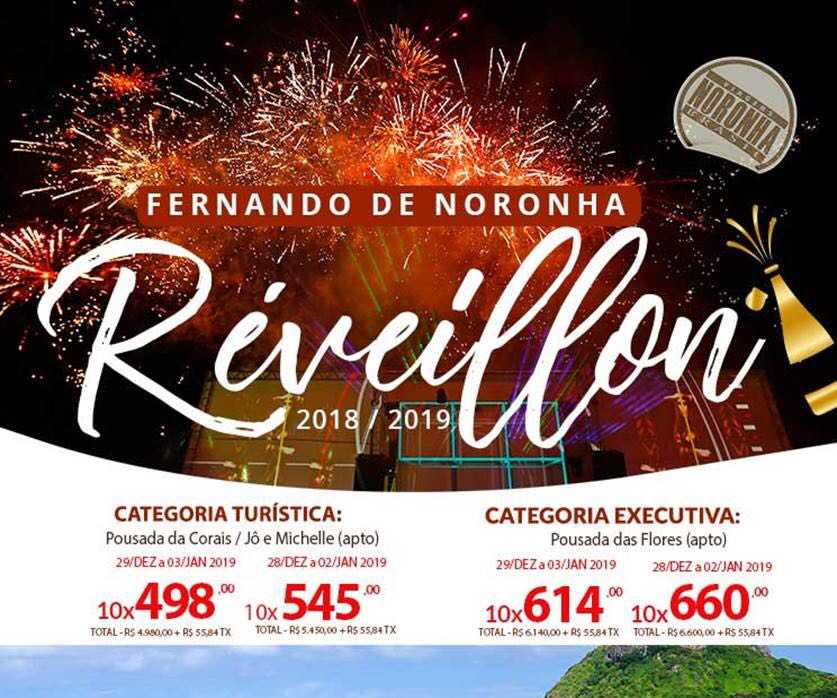 VIAGENS
NORONHA
BRASIL
FERNANDO DE NORONHA
Réveillon
2018 / 2019
CATEGORIA TURÍSTICA:
Pousada da Corais / Jô e Michelle (apto)
29/DEZ a 03/JAN 2019
28/DEZ a 02/JAN 2019
10x498,00
10x545,00
TOTAL - R$ 4.980,00 + R$ 55,84 TX
TOTAL - R$ 5.450,00 + R$ 55,84 TX
CATEGORIA EXECUTIVA:
Pousada das Flores (apto)
29/DEZ a 03/JAN 2019
28/DEZ a 02/JAN 2019
10x614,00
10x660,00
TOTAL - R$ 6.140,00 + R$ 55,84 TX
TOTAL - R$ 6.600,00 + R$ 55,84 TX